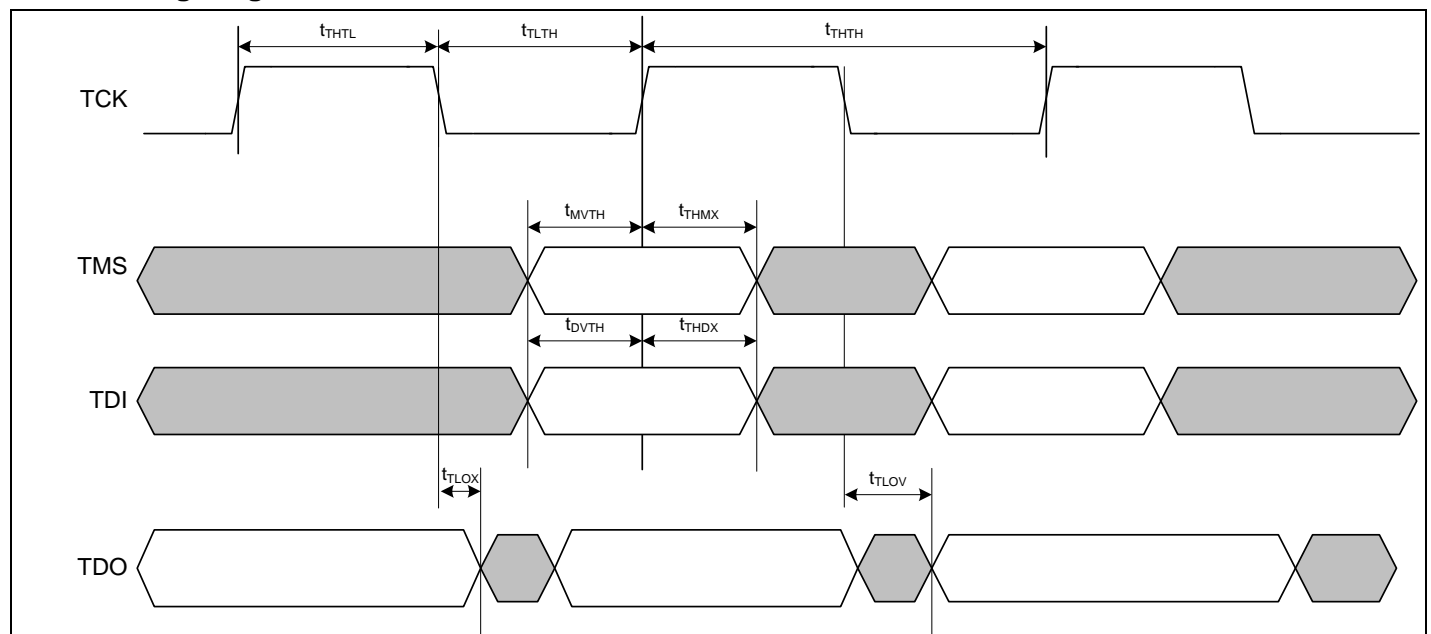 tTHTL tTLTH tTHTH
TCK
tMVTH tTHMX
TMS
tDVTH tTHDX
TDI
tTLOX tTLOV
TDO